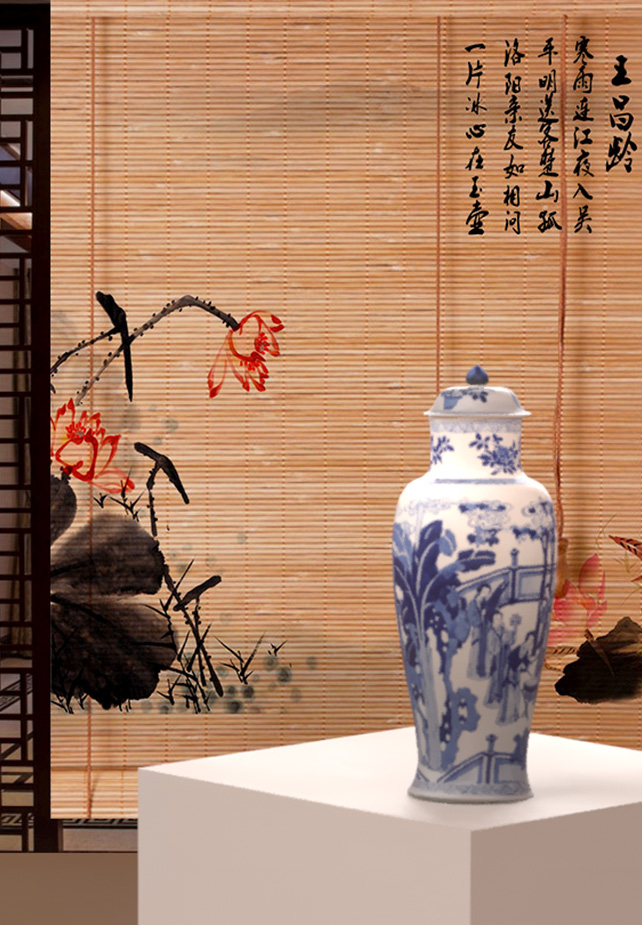 王昌龄
寒雨连江夜入吴
平明送客楚山孤
洛阳亲友如相问
一片冰心在玉壶